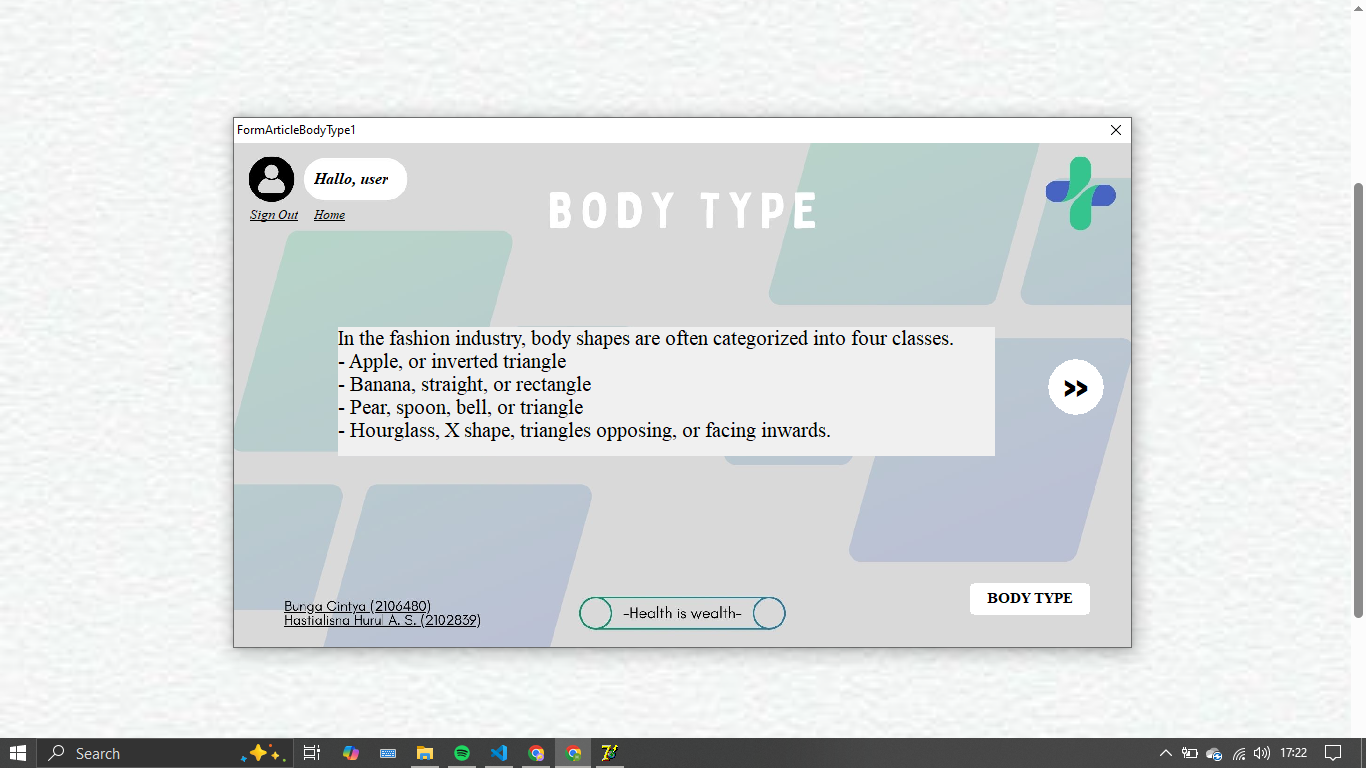 FormArticleBodyType1
Hallo, user
Sign Out Home
BODY TYPE
In the fashion industry, body shapes are often categorized into four classes.
- Apple, or inverted triangle
- Banana, straight, or rectangle
- Pear, spoon, bell, or triangle
- Hourglass, X shape, triangles opposing, or facing inwards.
>>
BODY TYPE
Bunga Cintya (2106480)
Hastialisna Hurul A. S. (2102839)
-Health is wealth-
Search
17:22